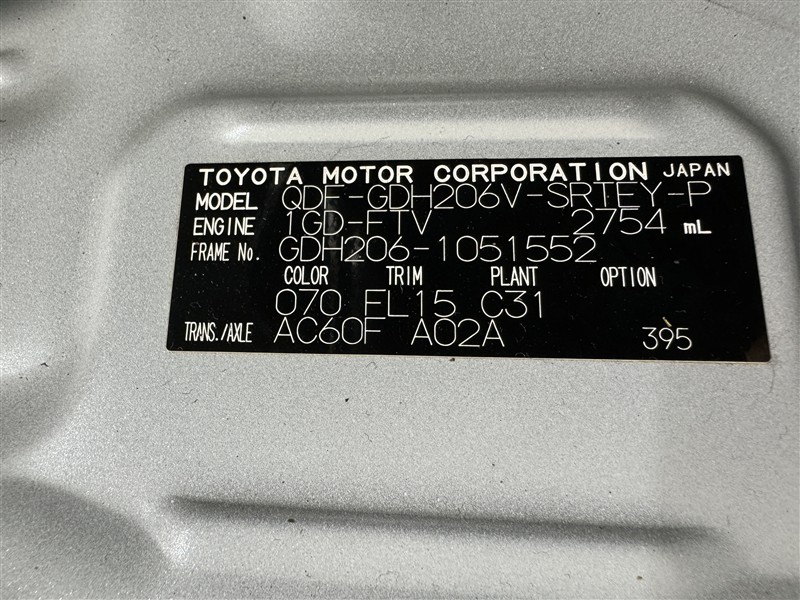 TOYOTA MOTOR CORPORATION JAPAN
MODEL QDF-GDH206V-SRTEY-P
ENGINE 1GD-FTV 2754 mL
FRAME No. GDH206-1051552
COLOR TRIM PLANT OPTION
070 FL15 C31
TRANS./AXLE AC60F A02A 395